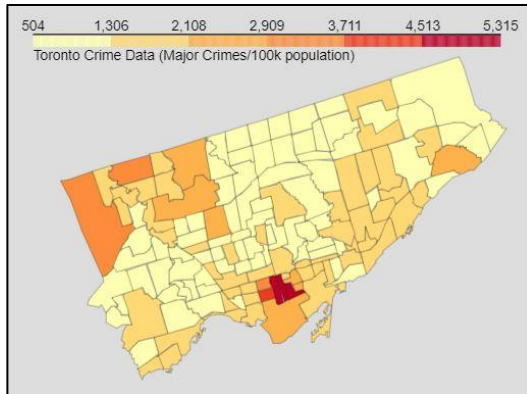 504 1,306 2,108 2,909 3,711 4,513 5,315
Toronto Crime Data (Major Crimes/100k population)